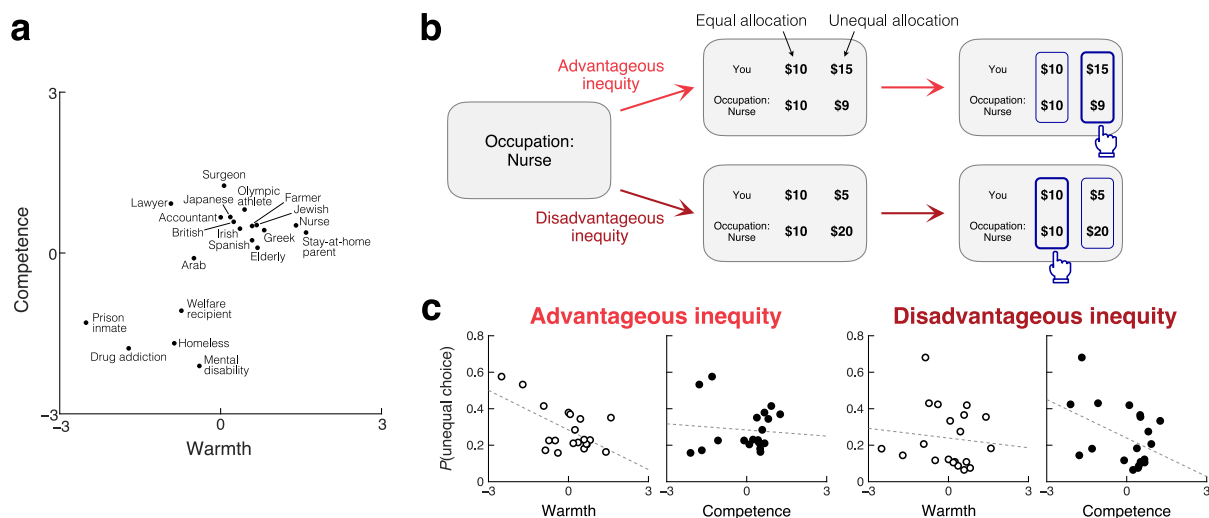 a
Competence
3
0
−3
−3
0
3
Warmth
Surgeon
Lawyer
Japanese
Olympic
athlete
Farmer
Jewish
Accountant
Nurse
British
Irish
Spanish
Greek
Stay-at-home
parent
Elderly
Arab
Welfare
recipient
Prison
inmate
Drug addiction
Homeless
Mental
disability
b
Equal allocation
Unequal allocation
Occupation:
Nurse
Advantageous
inequity
You $10 $15
Occupation:
Nurse $10 $9
You $10 $15
Occupation:
Nurse $10 $9
Disadvantageous
inequity
You $10 $5
Occupation:
Nurse $10 $20
You $10 $5
Occupation:
Nurse $10 $20
c
Advantageous inequity
Disadvantageous inequity
P(unequal choice)
0.8
0.6
0.4
0.2
0
−3 0 3
Warmth
−3 0 3
Competence
0.8
0.6
0.4
0.2
0
−3 0 3
Warmth
−3 0 3
Competence